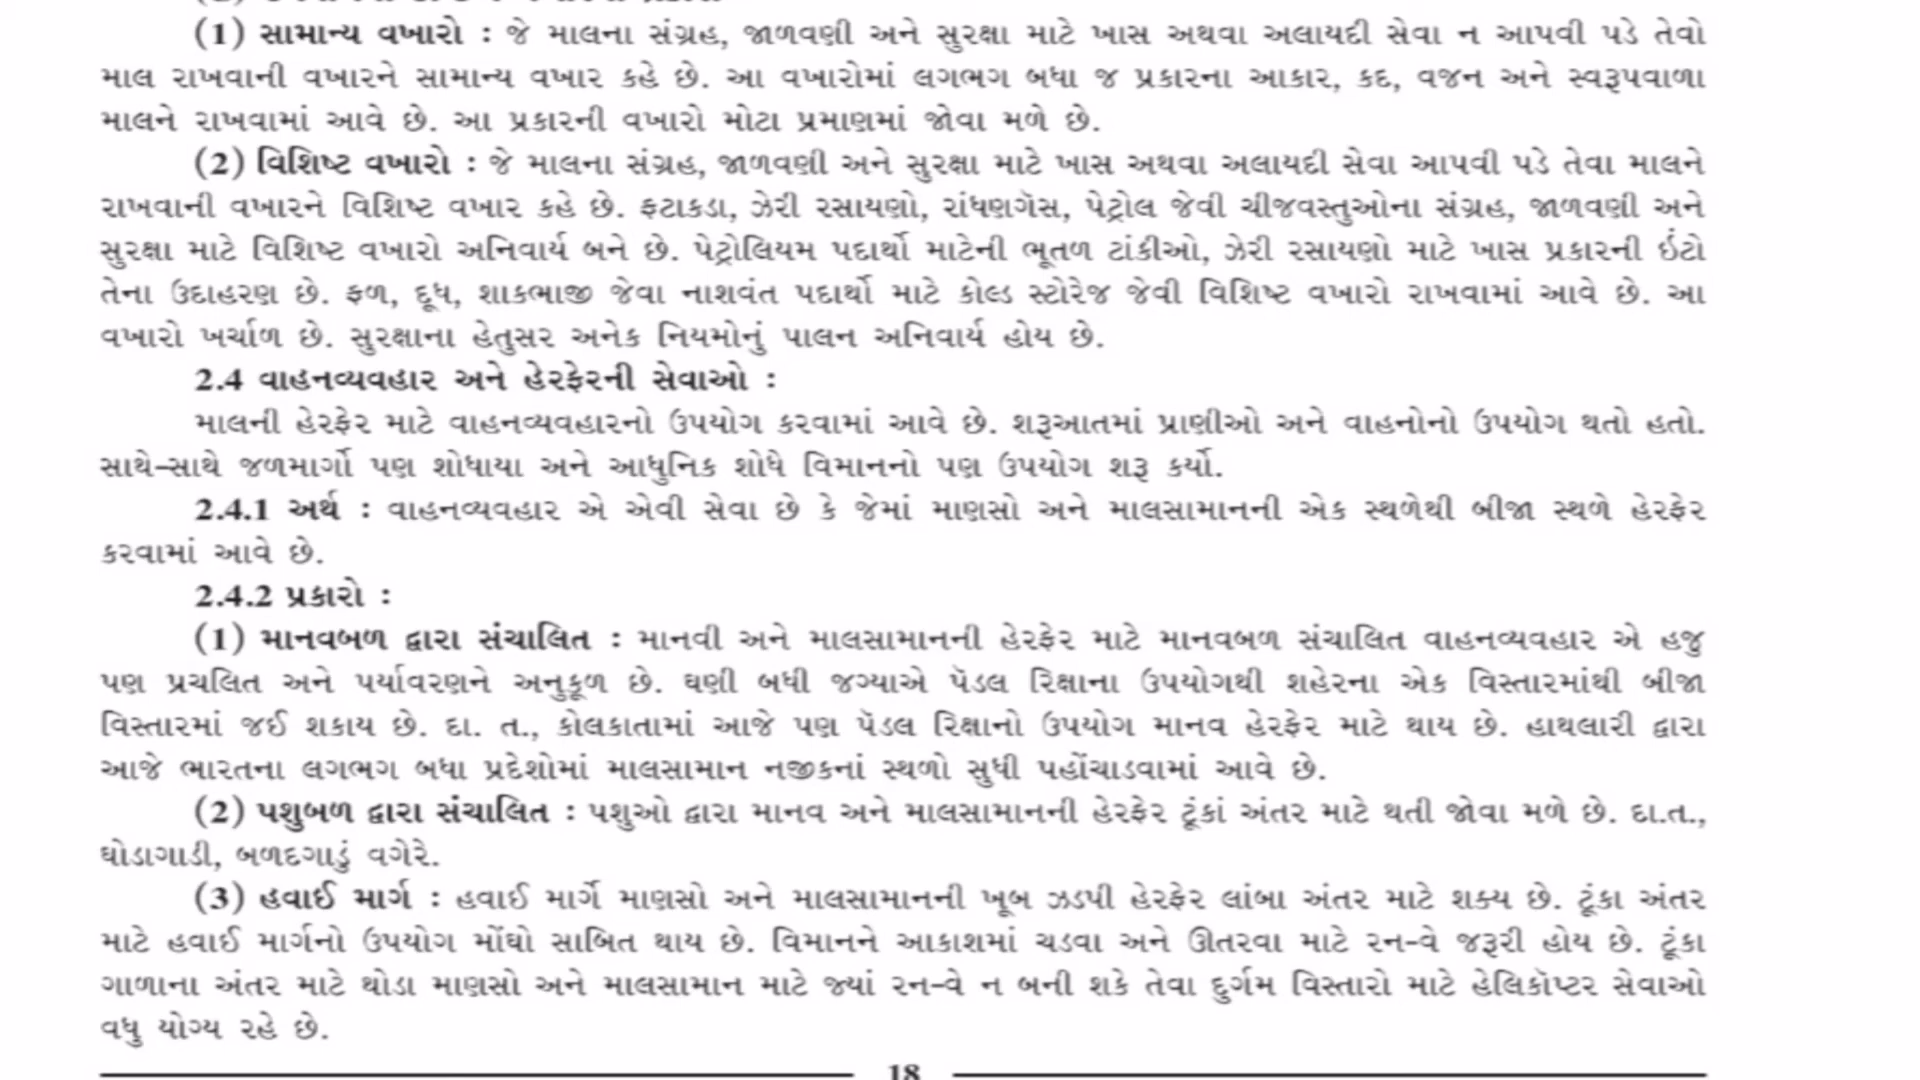 (1) સામાન્ય વખારો : જે માલના સંગ્રહ, જાળવણી અને સુરક્ષા માટે ખાસ અથવા અલાયદી સેવા ન આપવી પડે તેવો
માલ રાખવાની વખારને સામાન્ય વખાર કહે છે. આ વખારોમાં લગભગ બધા જ પ્રકારના આકાર, કદ, વજન અને સ્વરૂપવાળા
માલને રાખવામાં આવે છે. આ પ્રકારની વખારો મોટા પ્રમાણમાં જોવા મળે છે.
(2) વિશિષ્ટ વખારો : જે માલના સંગ્રહ, જાળવણી અને સુરક્ષા માટે ખાસ અથવા અલાયદી સેવા આપવી પડે તેવા માલને
રાખવાની વખારને વિશિષ્ટ વખાર કહે છે. ફટાકડા, ઝેરી રસાયણો, રાંધણગૅસ, પેટ્રોલ જેવી ચીજવસ્તુઓના સંગ્રહ, જાળવણી અને
સુરક્ષા માટે વિશિષ્ટ વખારો અનિવાર્ય બને છે. પેટ્રોલિયમ પદાર્થો માટેની ભૂતળ ટાંકીઓ, ઝેરી રસાયણો માટે ખાસ પ્રકારની ઇંટો
તેના ઉદાહરણ છે. ફળ, દૂધ, શાકભાજી જેવા નાશવંત પદાર્થો માટે કોલ્ડ સ્ટોરેજ જેવી વિશિષ્ટ વખારો રાખવામાં આવે છે. આ
વખારો ખર્ચાળ છે. સુરક્ષાના હેતુસર અનેક નિયમોનું પાલન અનિવાર્ય હોય છે.
2.4 વાહનવ્યવહાર અને હેરફેરની સેવાઓ :
માલની હેરફેર માટે વાહનવ્યવહારનો ઉપયોગ કરવામાં આવે છે. શરૂઆતમાં પ્રાણીઓ અને વાહનોનો ઉપયોગ થતો હતો.
સાથે-સાથે જળમાર્ગો પણ શોધાયા અને આધુનિક શોધે વિમાનનો પણ ઉપયોગ શરૂ કર્યો.
2.4.1 અર્થ : વાહનવ્યવહાર એ એવી સેવા છે કે જેમાં માણસો અને માલસામાનની એક સ્થળેથી બીજા સ્થળે હેરફેર
કરવામાં આવે છે.
2.4.2 પ્રકારો :
(1) માનવબળ દ્વારા સંચાલિત : માનવી અને માલસામાનની હેરફેર માટે માનવબળ સંચાલિત વાહનવ્યવહાર એ હજુ
પણ પ્રચલિત અને પર્યાવરણને અનુકૂળ છે. ઘણી બધી જગ્યાએ પૅડલ રિક્ષાના ઉપયોગથી શહેરના એક વિસ્તારમાંથી બીજા
વિસ્તારમાં જઈ શકાય છે. દા. ત., કોલકાતામાં આજે પણ પૅડલ રિક્ષાનો ઉપયોગ માનવ હેરફેર માટે થાય છે. હાથલારી દ્વારા
આજે ભારતના લગભગ બધા પ્રદેશોમાં માલસામાન નજીકનાં સ્થળો સુધી પહોંચાડવામાં આવે છે.
(2) પશુબળ દ્વારા સંચાલિત : પશુઓ દ્વારા માનવ અને માલસામાનની હેરફેર ટૂંકાં અંતર માટે થતી જોવા મળે છે. દા.ત.,
ઘોડાગાડી, બળદગાડું વગેરે.
(3) હવાઈ માર્ગ : હવાઈ માર્ગે માણસો અને માલસામાનની ખૂબ ઝડપી હેરફેર લાંબા અંતર માટે શક્ય છે. ટૂંકા અંતર
માટે હવાઈ માર્ગનો ઉપયોગ મોંઘો સાબિત થાય છે. વિમાનને આકાશમાં ચડવા અને ઊતરવા માટે રન-વે જરૂરી હોય છે. ટૂંકા
ગાળાના અંતર માટે થોડા માણસો અને માલસામાન માટે જ્યાં રન-વે ન બની શકે તેવા દુર્ગમ વિસ્તારો માટે હેલિકૉપ્ટર સેવાઓ
વધુ યોગ્ય રહે છે.
18